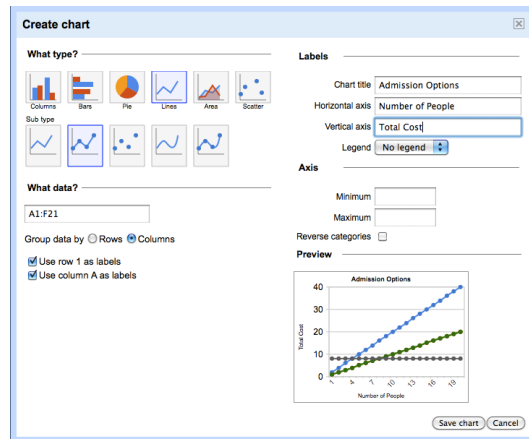 Create chart
What type?
Columns Bars Pie Lines Area Scatter
Sub type
What data?
A1:F21
Group data by Rows Columns
Use row 1 as labels
Use column A as labels
Labels
Chart title Admission Options
Horizontal axis Number of People
Vertical axis Total Cost
Legend No legend
Axis
Minimum
Maximum
Reverse categories
Preview
Admission Options
40
30
20
10
0
Total Cost
1 4 7 10 13 16 19
Number of People
Save chart Cancel